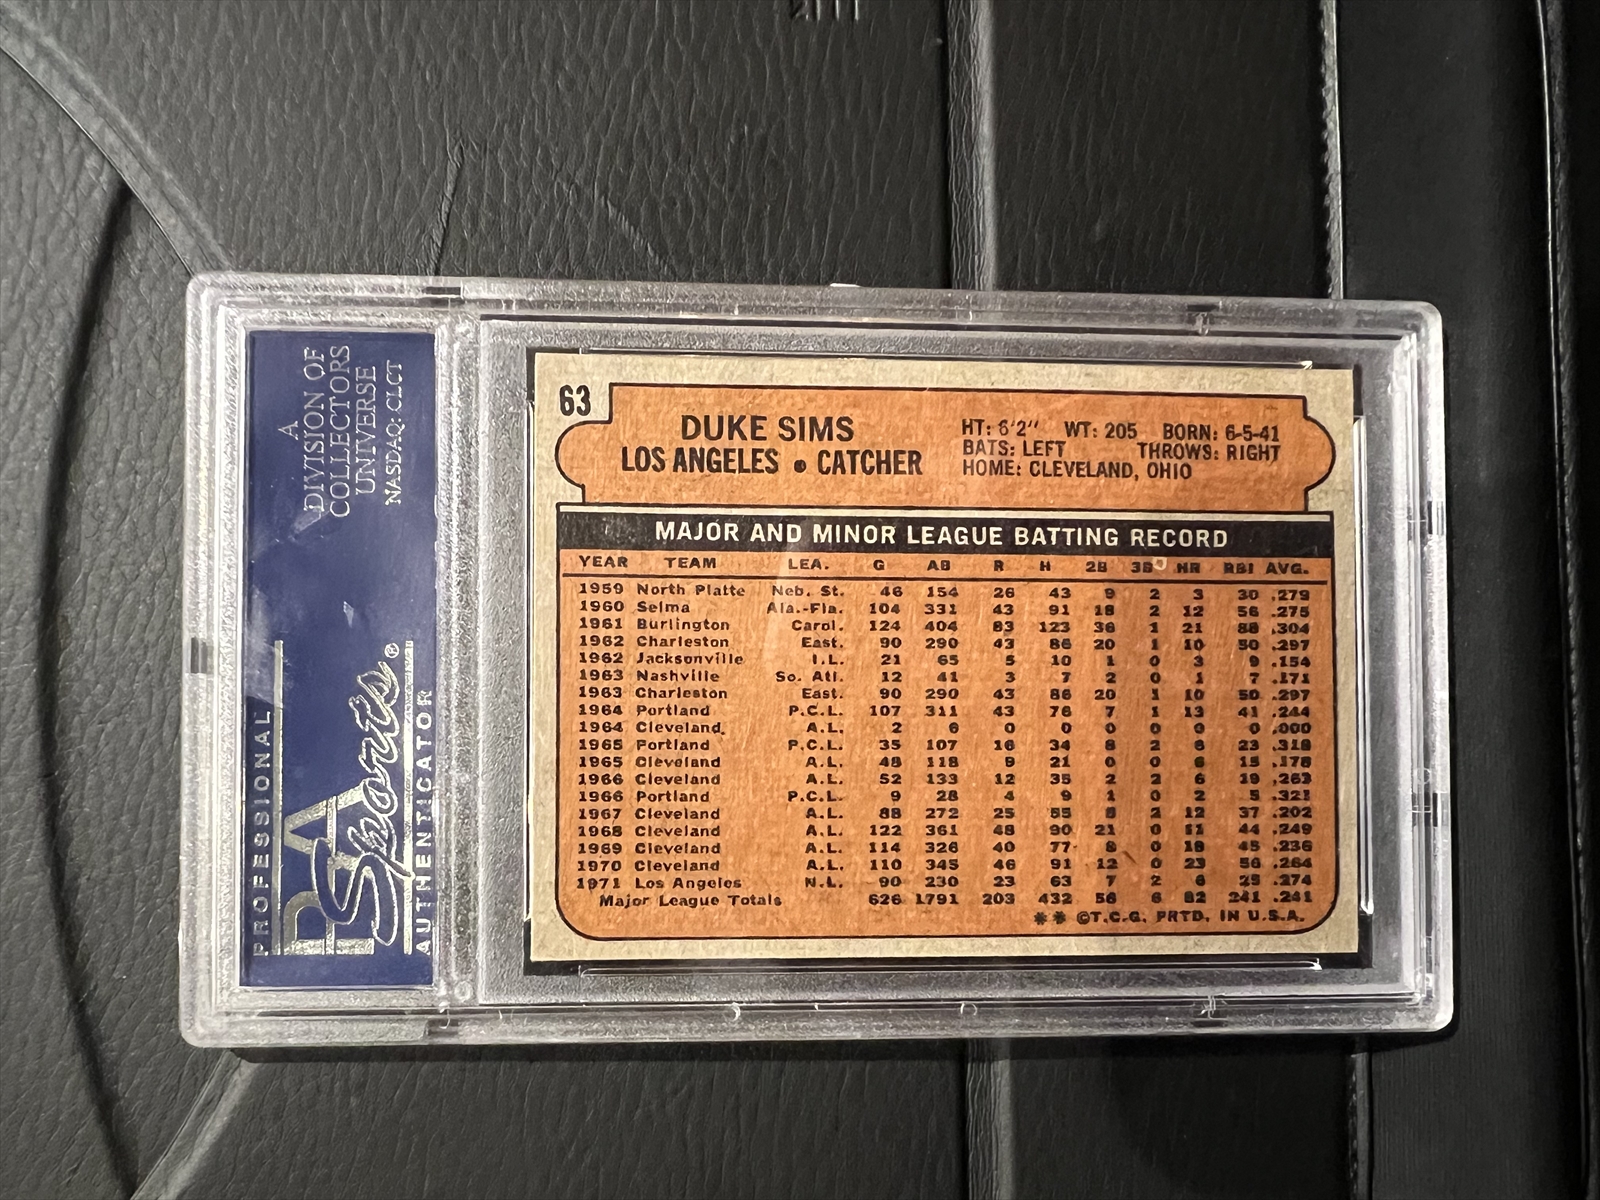 A
DIVISION OF
COLLECTORS
UNIVERSE
NASDAQ: CLCT
PROFESSIONAL
PSA
Sports®
AUTHENTICATOR
63
DUKE SIMS
LOS ANGELES • CATCHER
HT: 6'2" WT: 205 BORN: 6-5-41
BATS: LEFT THROWS: RIGHT
HOME: CLEVELAND, OHIO
MAJOR AND MINOR LEAGUE BATTING RECORD
YEAR TEAM LEA. G AB R H 2B 3B HR RBI AVG.
1959 North Platte Neb. St. 46 154 26 43 9 2 3 30 .279
1960 Selma Ala.-Fla. 104 331 43 91 18 2 12 56 .275
1961 Burlington Carol. 124 404 83 123 36 1 21 88 .304
1962 Charleston East. 90 290 43 86 20 1 10 50 .297
1962 Jacksonville I.L. 21 65 5 10 1 0 3 9 .154
1963 Nashville So. Atl. 12 41 3 7 2 0 1 7 .171
1963 Charleston East. 90 290 43 86 20 1 10 50 .297
1964 Portland P.C.L. 107 311 43 76 7 1 13 41 .244
1964 Cleveland A.L. 2 6 0 0 0 0 0 0 .000
1965 Portland P.C.L. 35 107 16 34 8 2 6 23 .318
1965 Cleveland A.L. 48 118 9 21 0 0 6 15 .178
1966 Cleveland A.L. 52 133 12 35 2 2 6 19 .263
1966 Portland P.C.L. 9 28 4 9 1 0 2 5 .321
1967 Cleveland A.L. 88 272 25 55 8 2 12 37 .202
1968 Cleveland A.L. 122 361 48 90 21 0 11 44 .249
1969 Cleveland A.L. 114 326 40 77 8 0 18 45 .236
1970 Cleveland A.L. 110 345 46 91 12 0 23 56 .264
1971 Los Angeles N.L. 90 230 23 63 7 2 6 25 .274
Major League Totals 626 1791 203 432 56 6 82 241 .241
✱ ✱ ©T.C.G. PRTD. IN U.S.A.